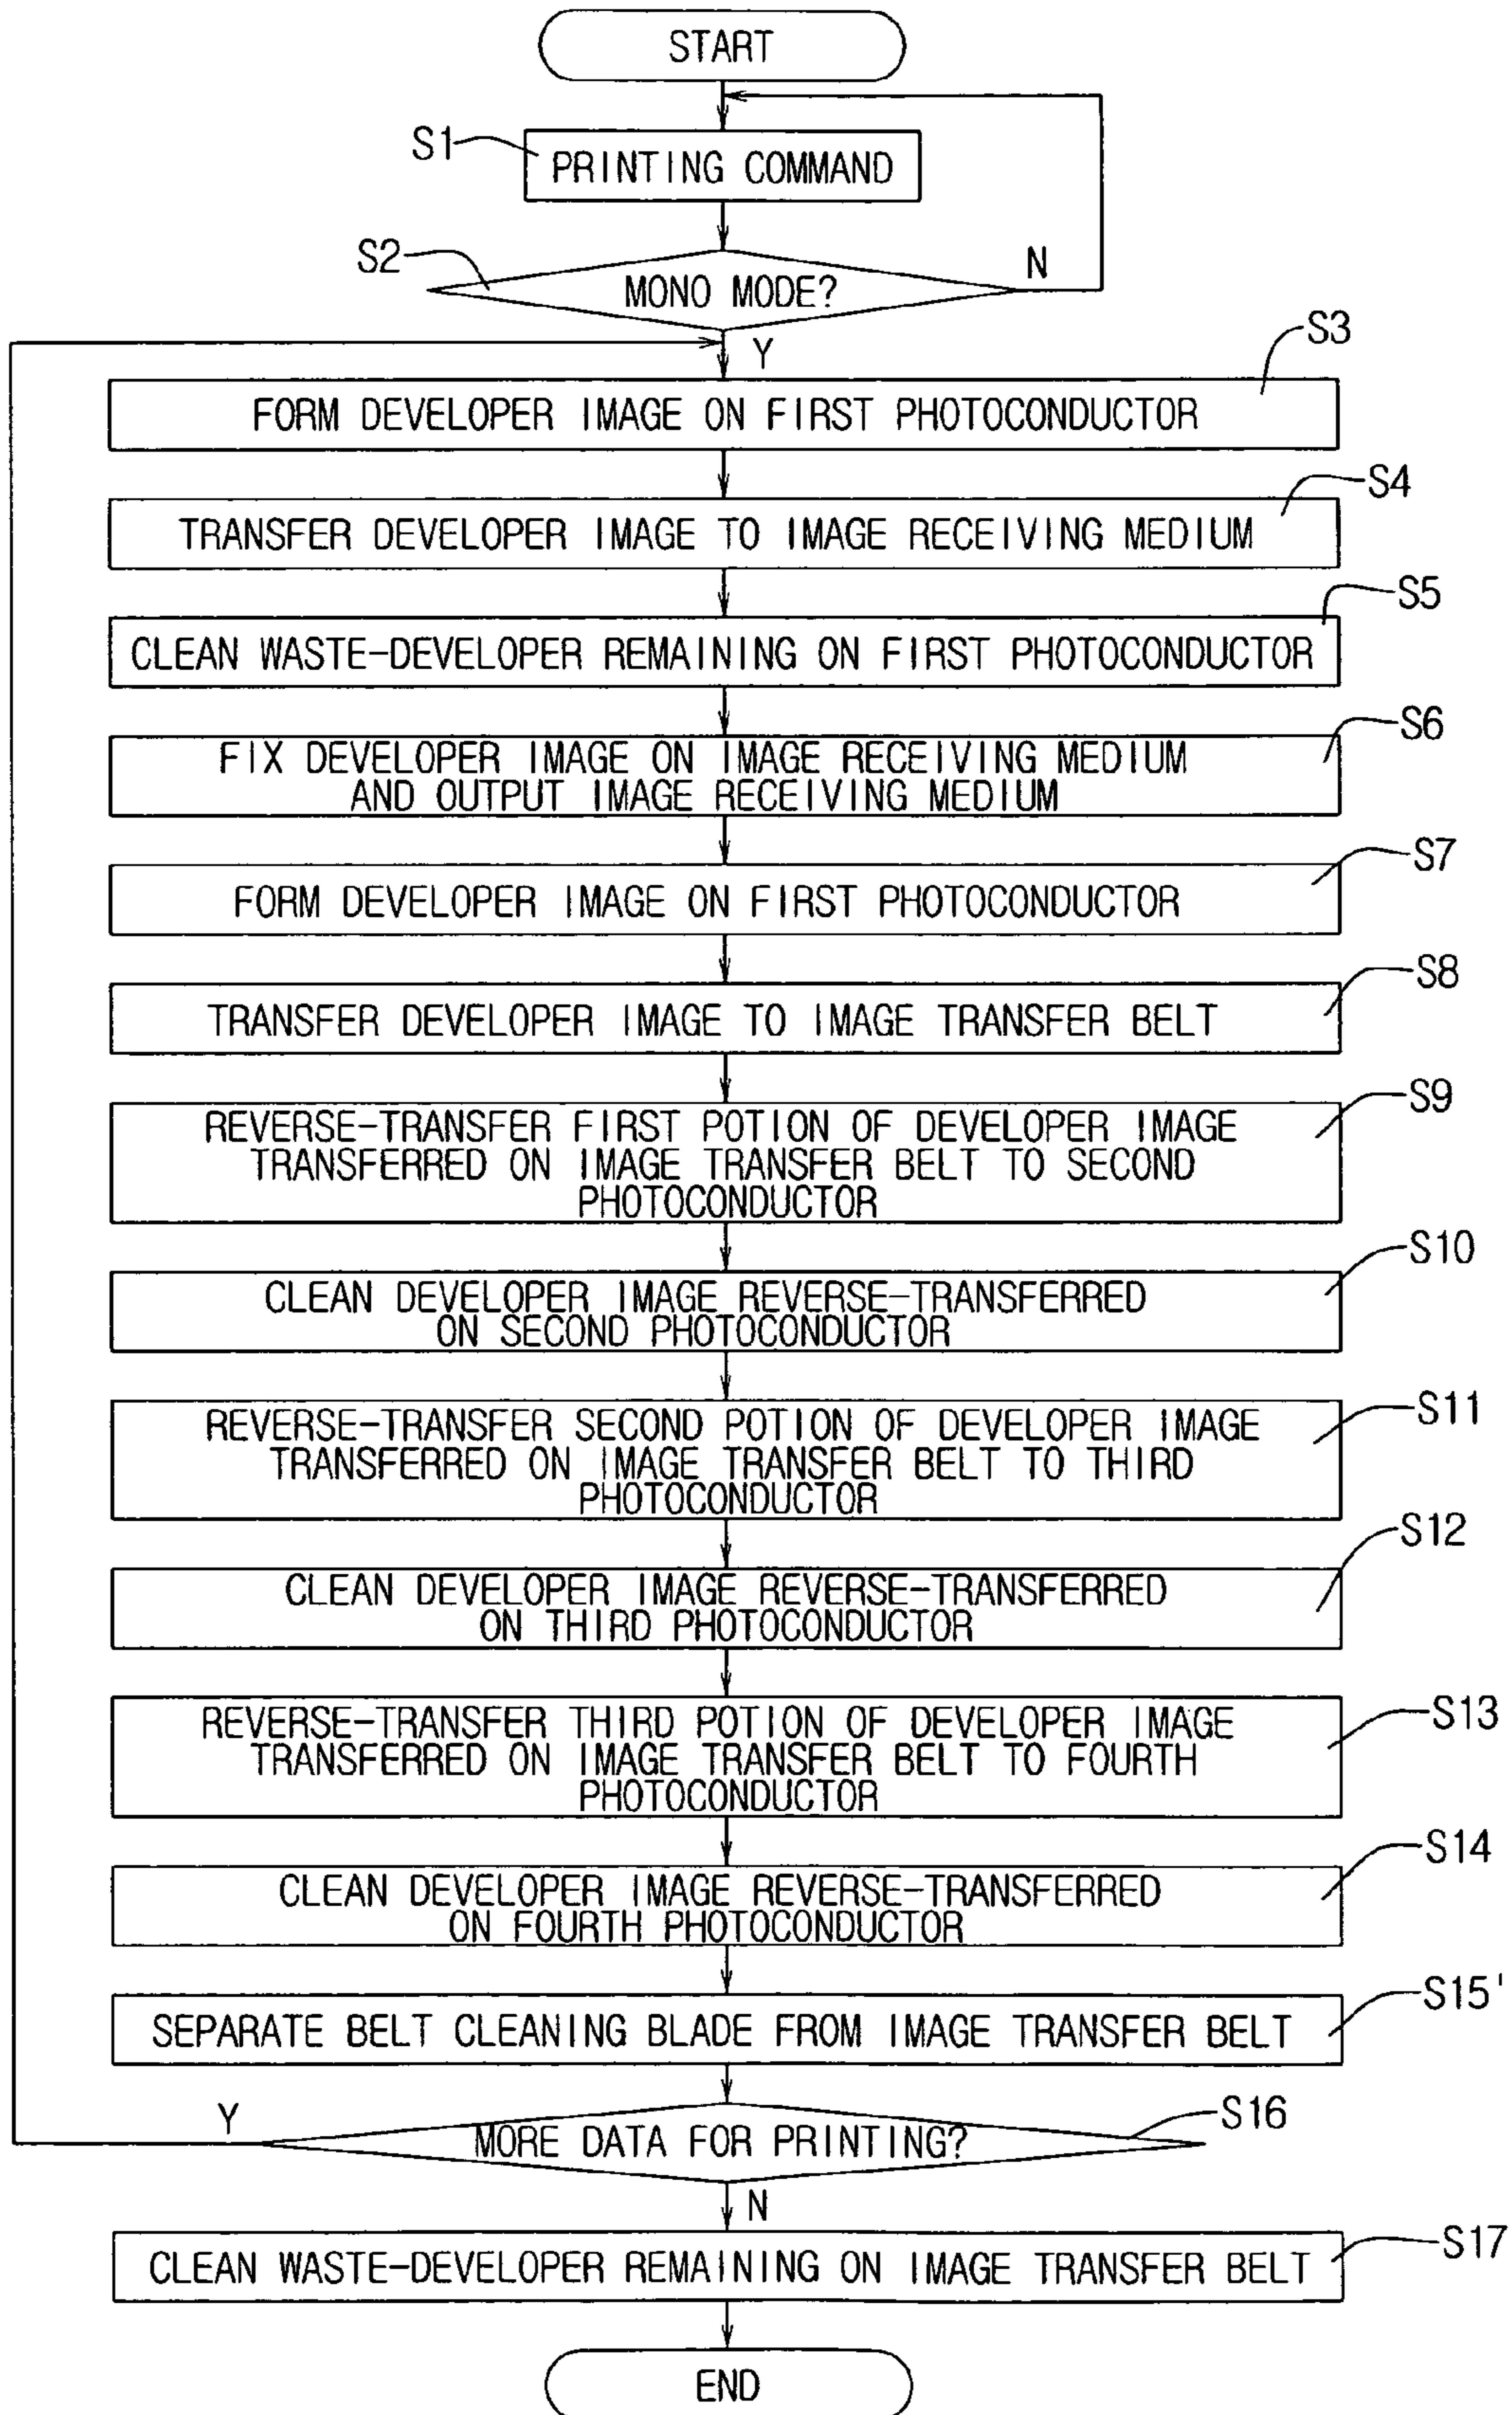 START
S1
PRINTING COMMAND
S2
MONO MODE?
N
Y
S3
FORM DEVELOPER IMAGE ON FIRST PHOTOCONDUCTOR
S4
TRANSFER DEVELOPER IMAGE TO IMAGE RECEIVING MEDIUM
S5
CLEAN WASTE-DEVELOPER REMAINING ON FIRST PHOTOCONDUCTOR
S6
FIX DEVELOPER IMAGE ON IMAGE RECEIVING MEDIUM
AND OUTPUT IMAGE RECEIVING MEDIUM
S7
FORM DEVELOPER IMAGE ON FIRST PHOTOCONDUCTOR
S8
TRANSFER DEVELOPER IMAGE TO IMAGE TRANSFER BELT
S9
REVERSE-TRANSFER FIRST POTION OF DEVELOPER IMAGE
TRANSFERRED ON IMAGE TRANSFER BELT TO SECOND
PHOTOCONDUCTOR
S10
CLEAN DEVELOPER IMAGE REVERSE-TRANSFERRED
ON SECOND PHOTOCONDUCTOR
S11
REVERSE-TRANSFER SECOND POTION OF DEVELOPER IMAGE
TRANSFERRED ON IMAGE TRANSFER BELT TO THIRD
PHOTOCONDUCTOR
S12
CLEAN DEVELOPER IMAGE REVERSE-TRANSFERRED
ON THIRD PHOTOCONDUCTOR
S13
REVERSE-TRANSFER THIRD POTION OF DEVELOPER IMAGE
TRANSFERRED ON IMAGE TRANSFER BELT TO FOURTH
PHOTOCONDUCTOR
S14
CLEAN DEVELOPER IMAGE REVERSE-TRANSFERRED
ON FOURTH PHOTOCONDUCTOR
S15'
SEPARATE BELT CLEANING BLADE FROM IMAGE TRANSFER BELT
Y
S16
MORE DATA FOR PRINTING?
N
S17
CLEAN WASTE-DEVELOPER REMAINING ON IMAGE TRANSFER BELT
END